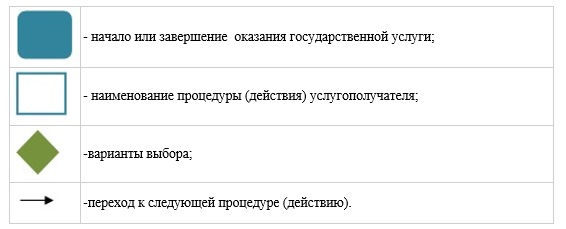 - начало или завершение оказания государственной услуги;
- наименование процедуры (действия) услугополучателя;
-варианты выбора;
-переход к следующей процедуре (действию).